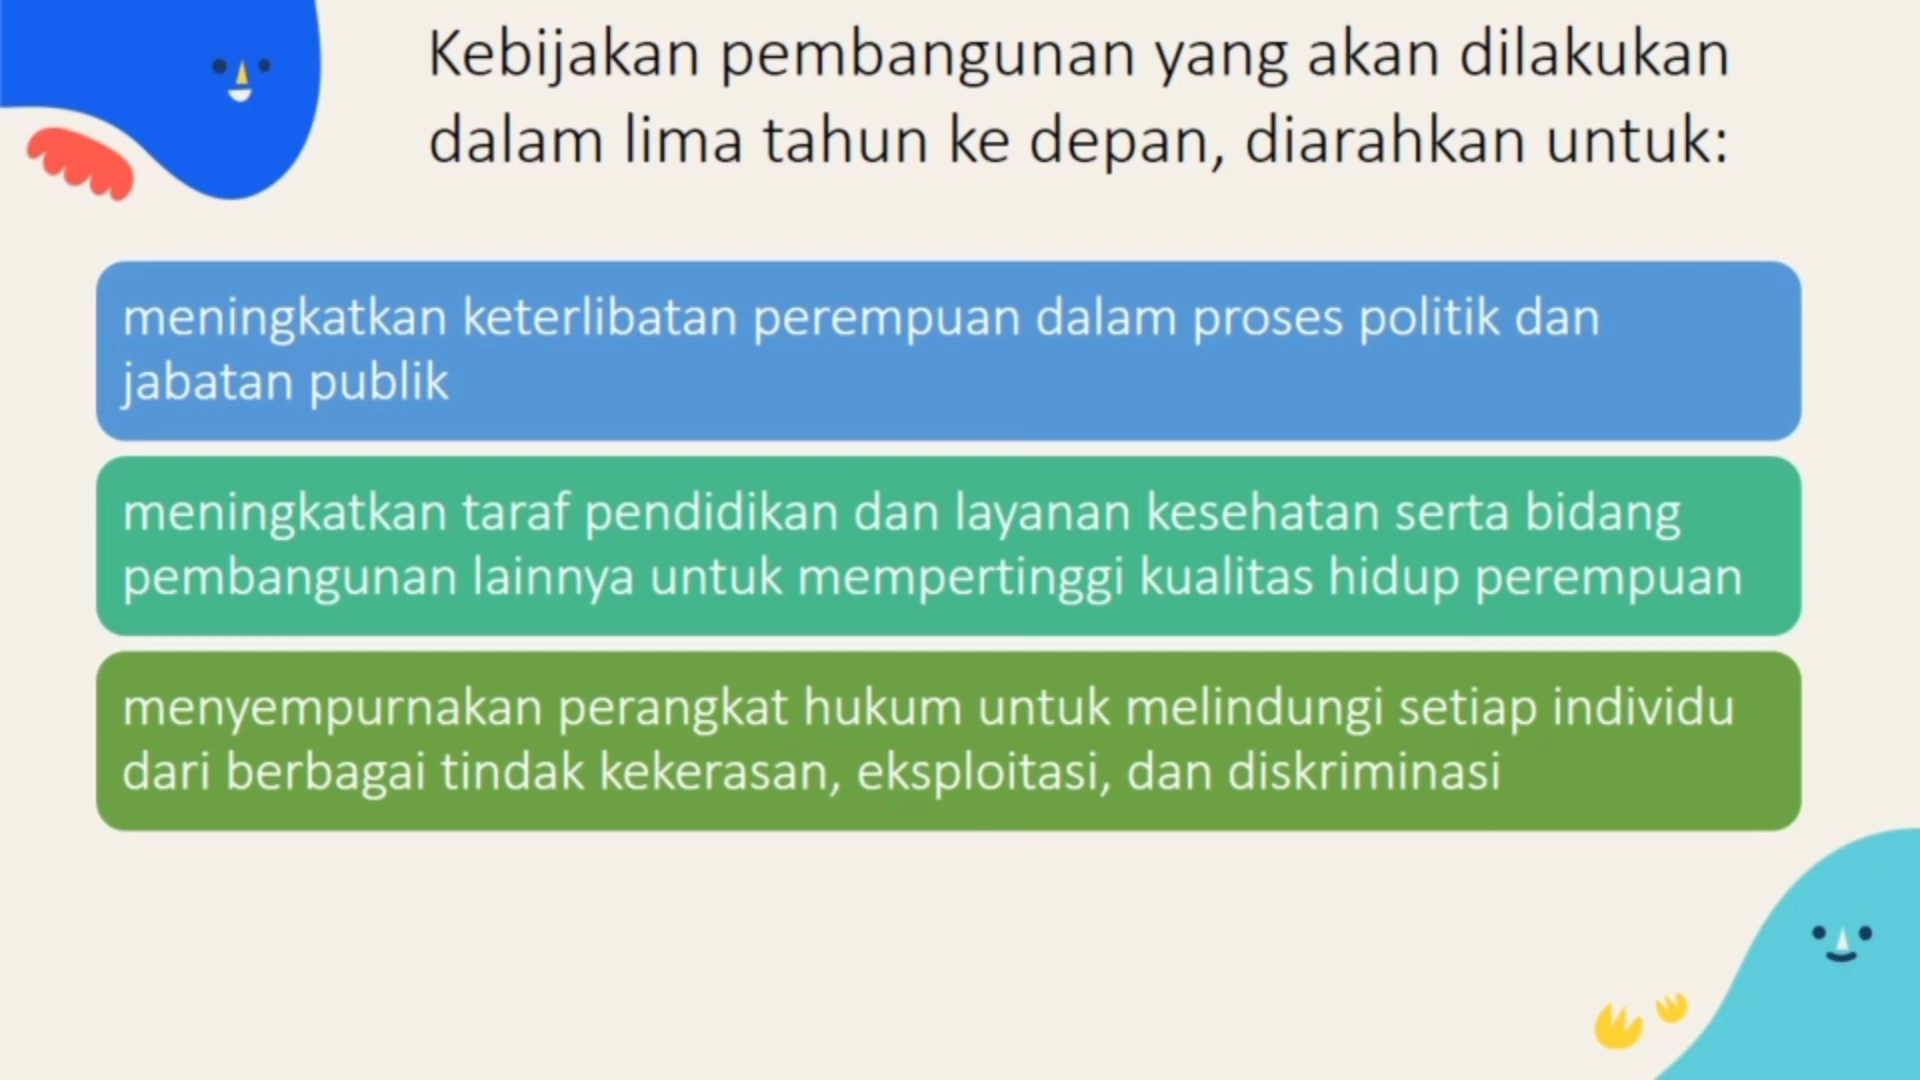 Kebijakan pembangunan yang akan dilakukan
dalam lima tahun ke depan, diarahkan untuk:
meningkatkan keterlibatan perempuan dalam proses politik dan
jabatan publik
meningkatkan taraf pendidikan dan layanan kesehatan serta bidang
pembangunan lainnya untuk mempertinggi kualitas hidup perempuan
menyempurnakan perangkat hukum untuk melindungi setiap individu
dari berbagai tindak kekerasan, eksploitasi, dan diskriminasi